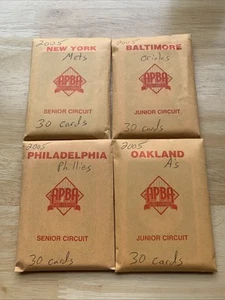 2005
NEW YORK
Mets
APBA
SENIOR CIRCUIT
30 cards
2005
BALTIMORE
Orioles
APBA
JUNIOR CIRCUIT
30 cards
2005
PHILADELPHIA
Phillies
APBA
SENIOR CIRCUIT
30 cards
2005
OAKLAND
A's
APBA
JUNIOR CIRCUIT
30 cards